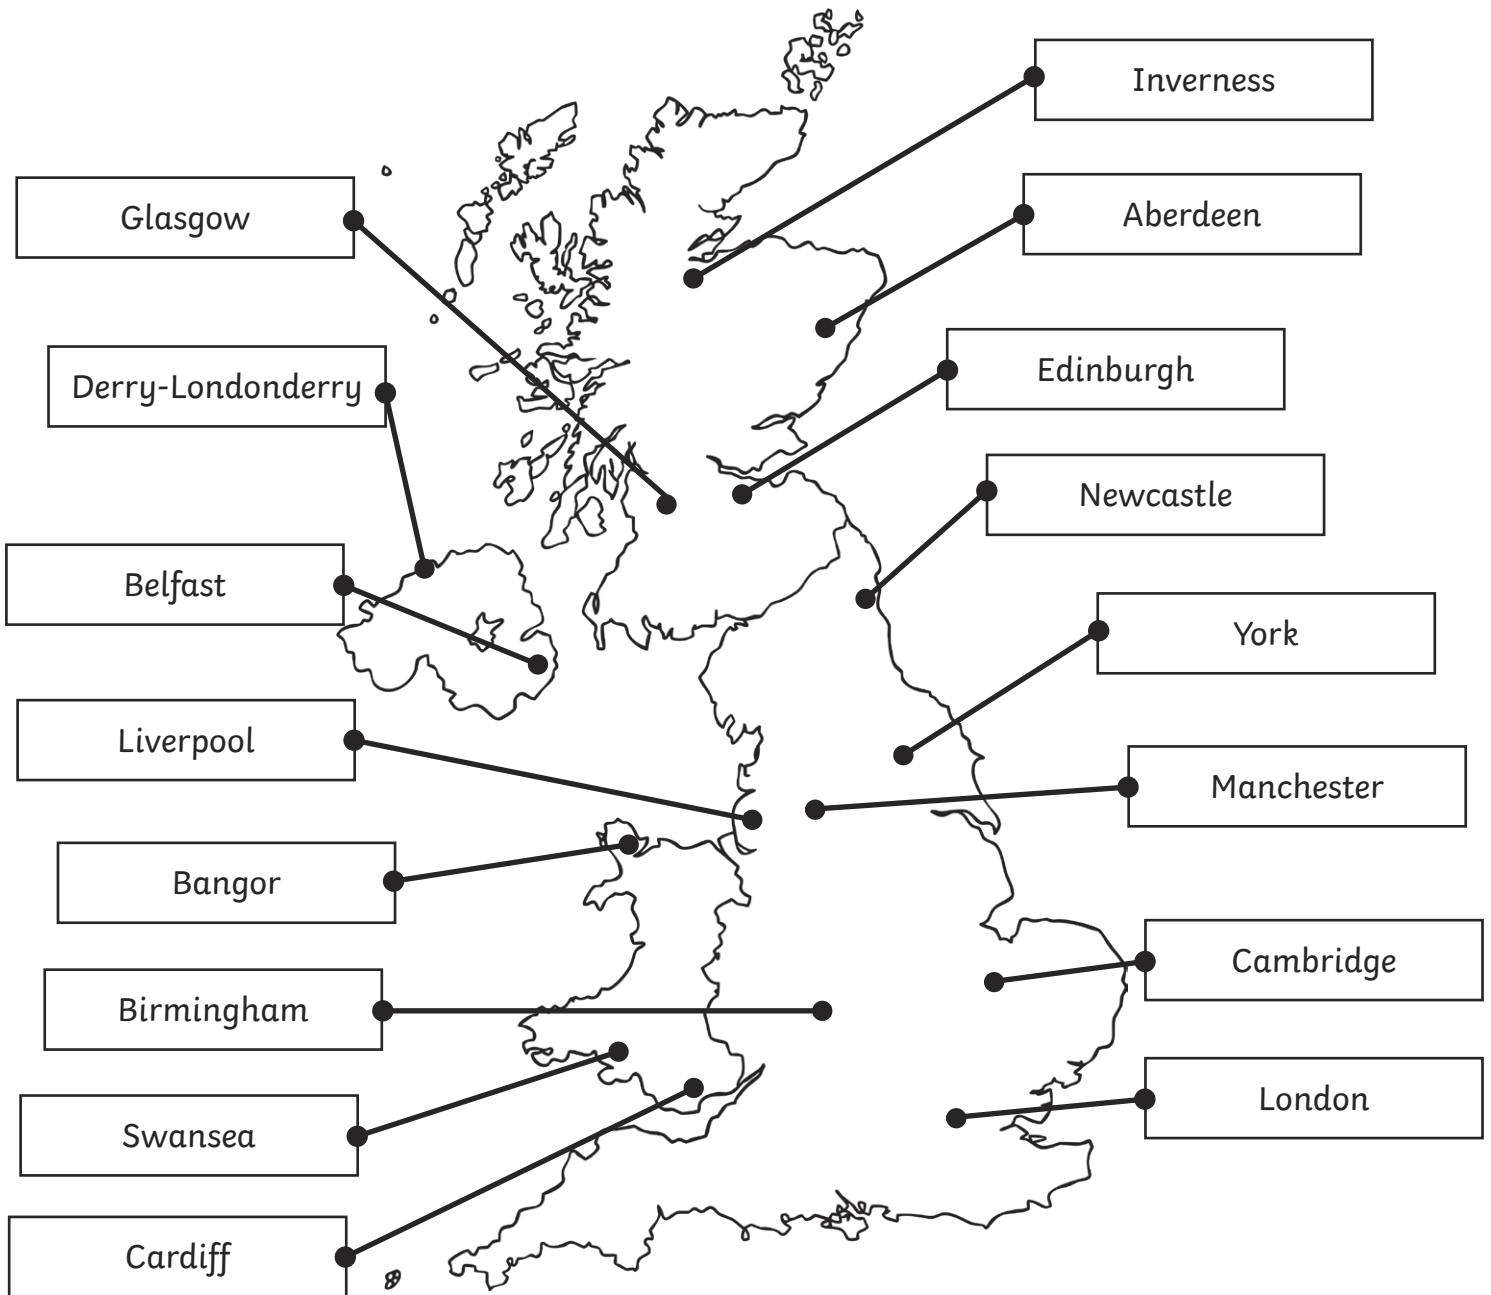 Inverness
Aberdeen
Glasgow
Edinburgh
Derry-Londonderry
Newcastle
Belfast
York
Liverpool
Manchester
Bangor
Cambridge
Birmingham
London
Swansea
Cardiff